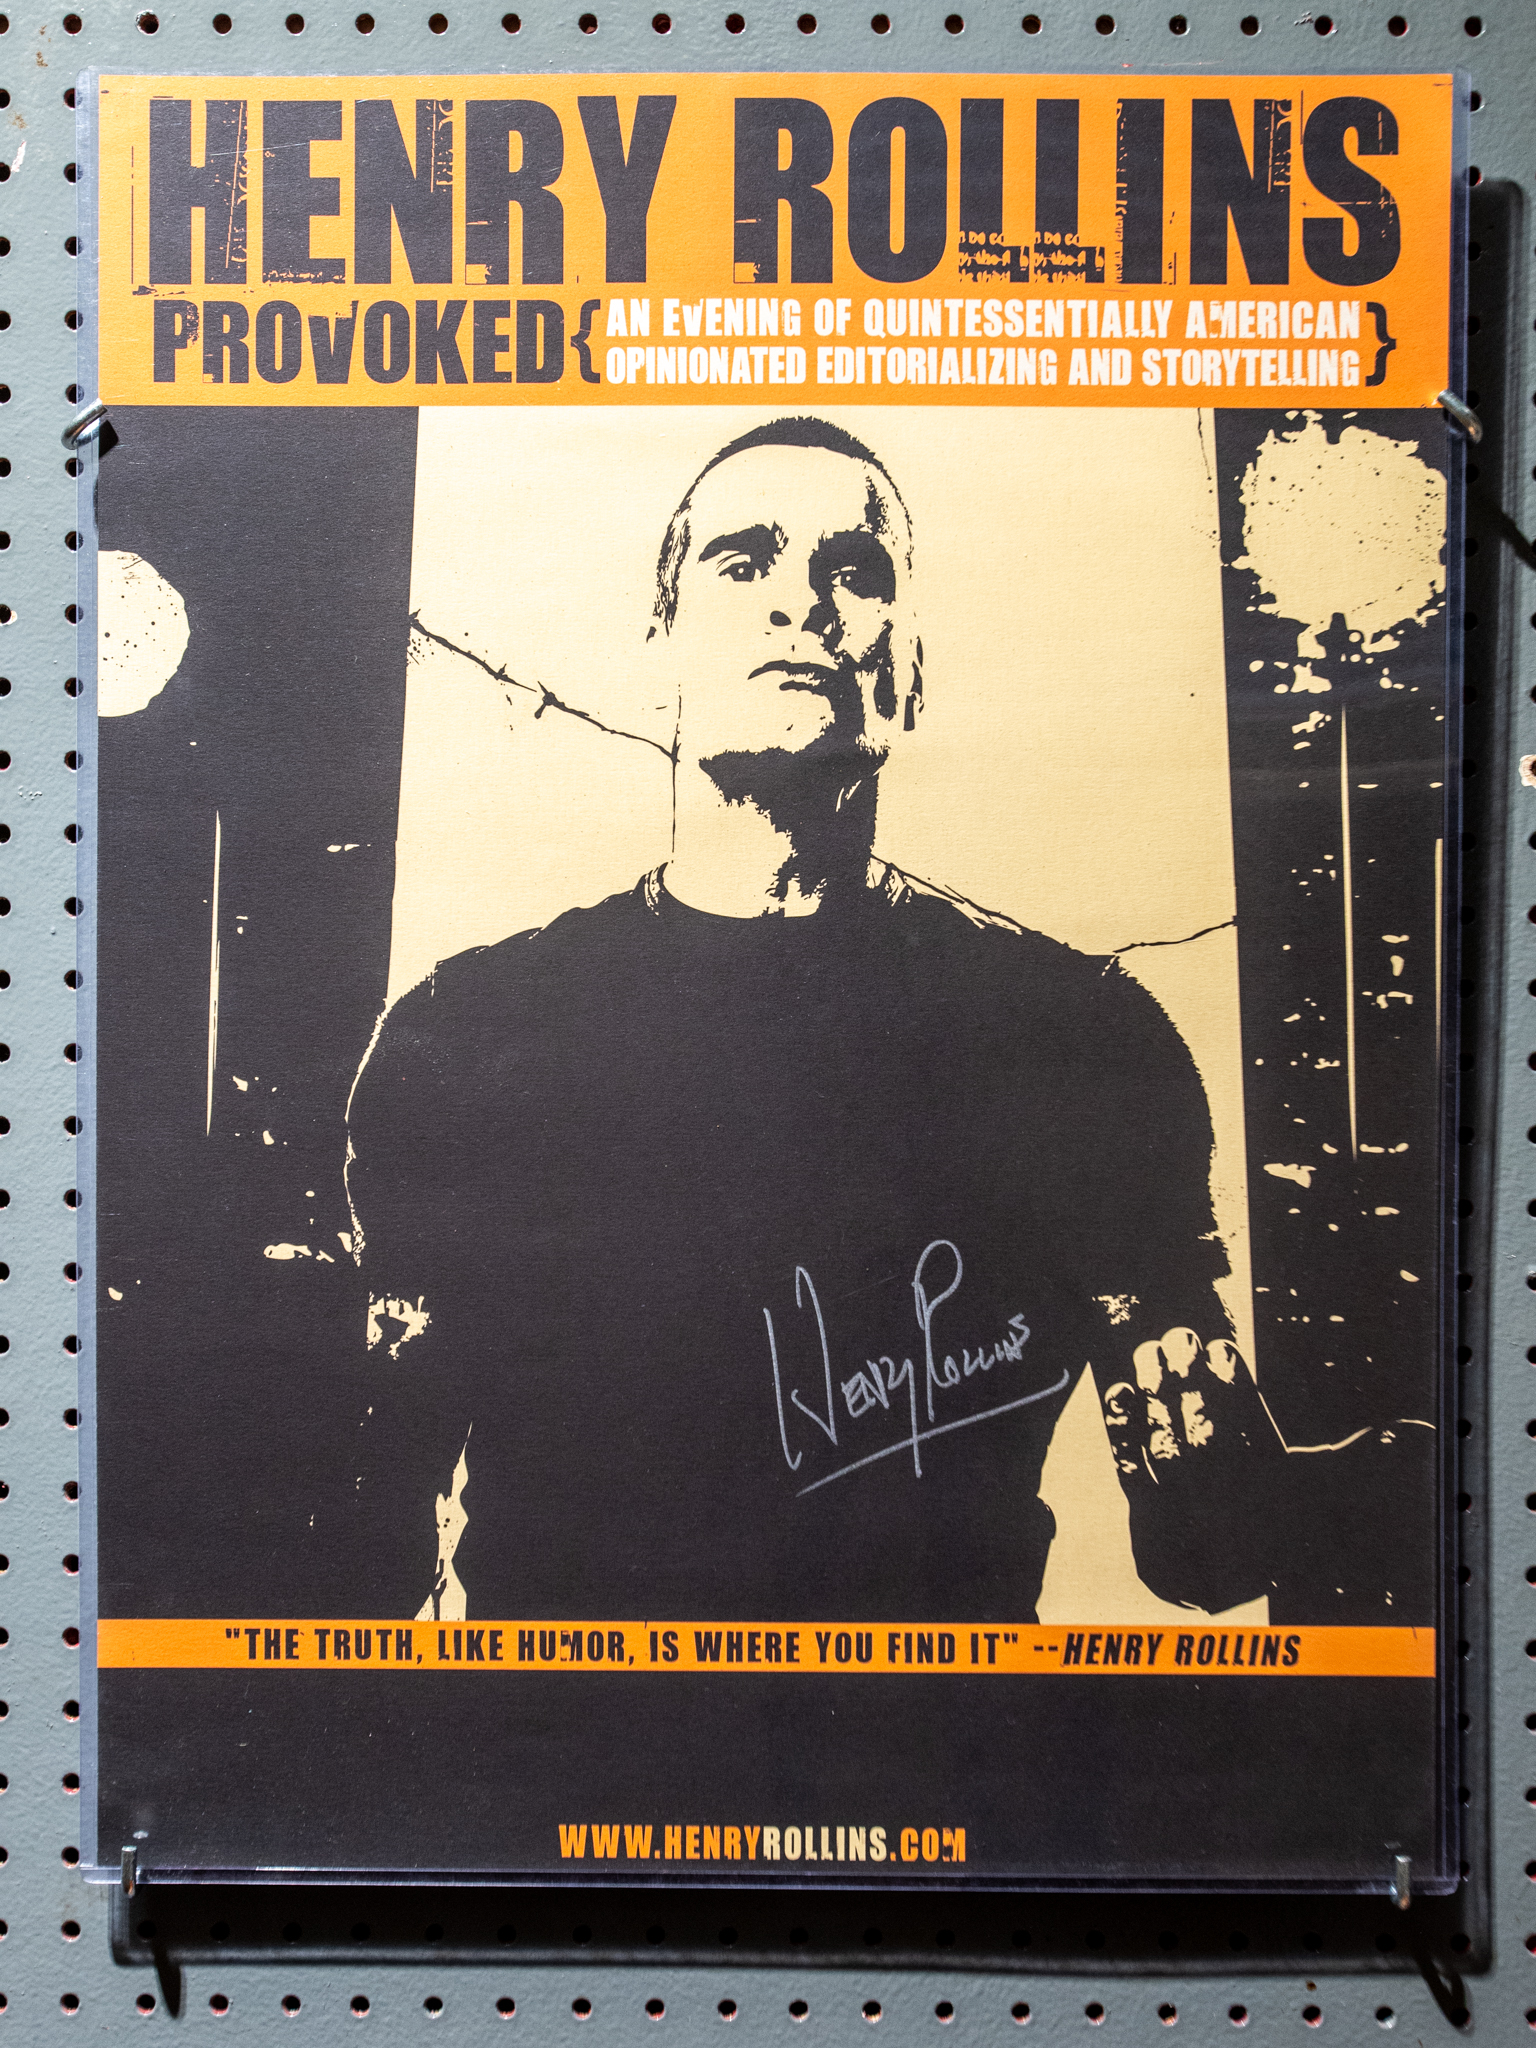 HENRY ROLLINS
PROVOKED { AN EVENING OF QUINTESSENTIALLY AMERICAN
OPINIONATED EDITORIALIZING AND STORYTELLING }
HENRY ROLLINS
"THE TRUTH, LIKE HUMOR, IS WHERE YOU FIND IT" --HENRY ROLLINS
WWW.HENRYROLLINS.COM